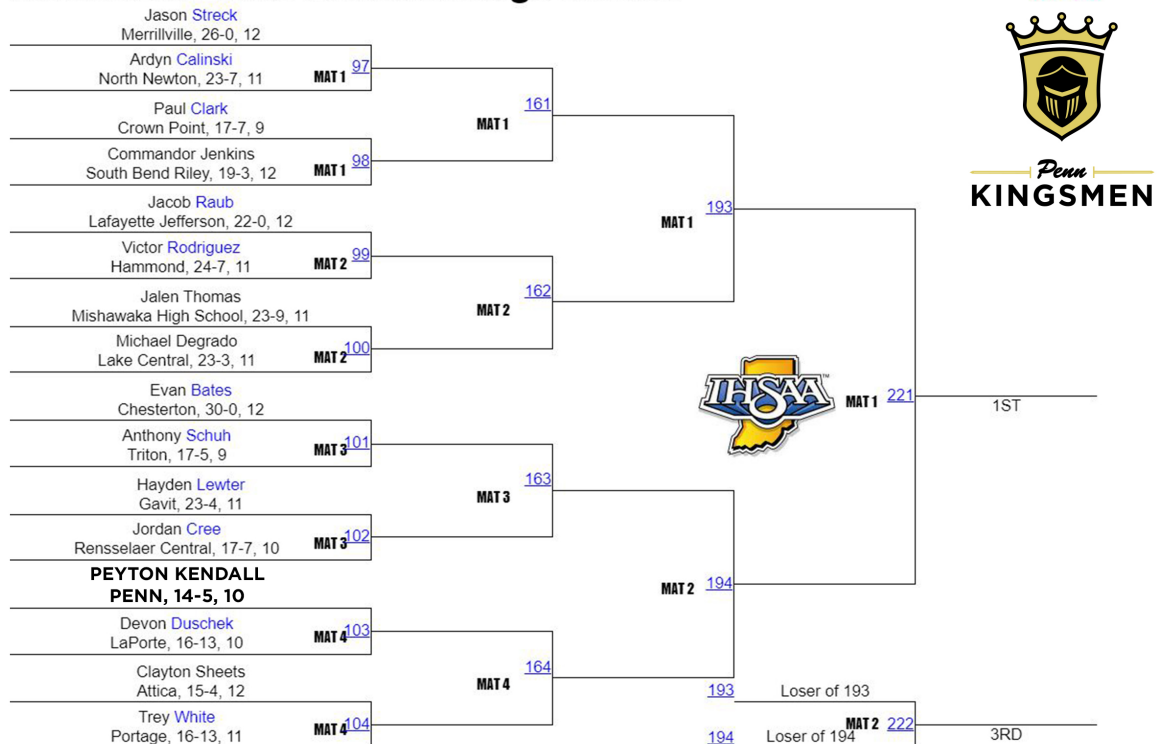 Jason Streck
Merrillville, 26-0, 12
Ardyn Calinski
North Newton, 23-7, 11
MAT 1 97
Paul Clark
Crown Point, 17-7, 9
Commandor Jenkins
South Bend Riley, 19-3, 12
MAT 1 98
Jacob Raub
Lafayette Jefferson, 22-0, 12
Victor Rodriguez
Hammond, 24-7, 11
MAT 2 99
Jalen Thomas
Mishawaka High School, 23-9, 11
Michael Degrado
Lake Central, 23-3, 11
MAT 2 100
Evan Bates
Chesterton, 30-0, 12
Anthony Schuh
Triton, 17-5, 9
MAT 3 101
Hayden Lewter
Gavit, 23-4, 11
Jordan Cree
Rensselaer Central, 17-7, 10
MAT 3 102
PEYTON KENDALL
PENN, 14-5, 10
Devon Duschek
LaPorte, 16-13, 10
MAT 4 103
Clayton Sheets
Attica, 15-4, 12
Trey White
Portage, 16-13, 11
MAT 4 104
MAT 1 161
MAT 2 162
MAT 3 163
MAT 4 164
MAT 1 193
MAT 2 194
IHSAA
TM
MAT 1 221
1ST
193 Loser of 193
194 Loser of 194
MAT 2 222
3RD
Penn
KINGSMEN